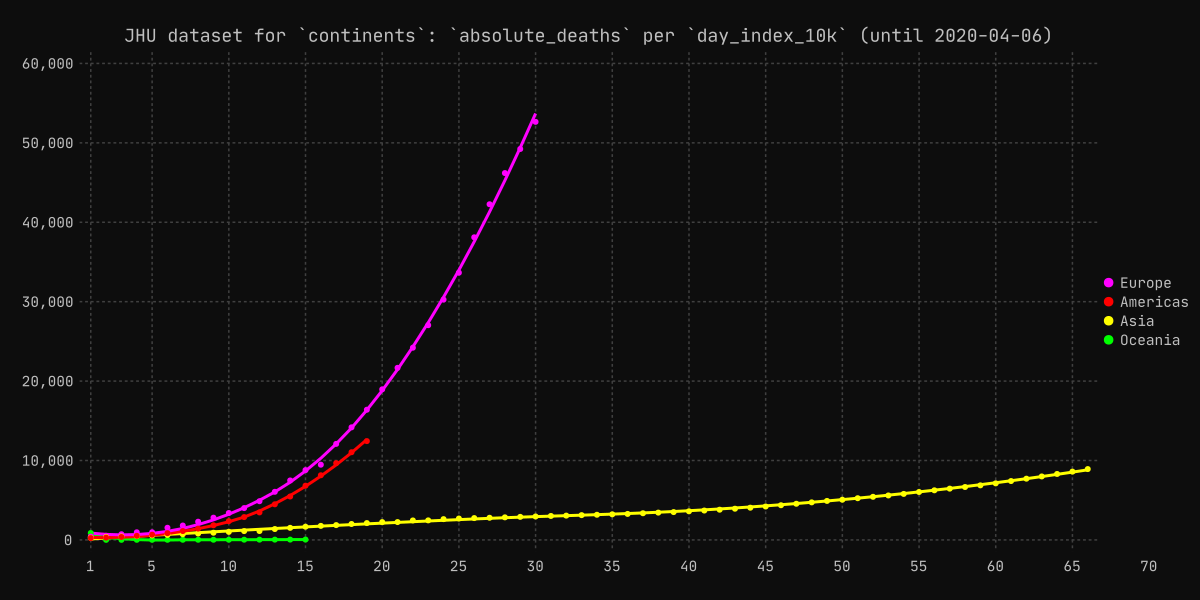 JHU dataset for `continents`: `absolute_deaths` per `day_index_10k` (until 2020-04-06)
60,000
50,000
40,000
30,000
20,000
10,000
0
Europe
Americas
Asia
Oceania
1 5 10 15 20 25 30 35 40 45 50 55 60 65 70